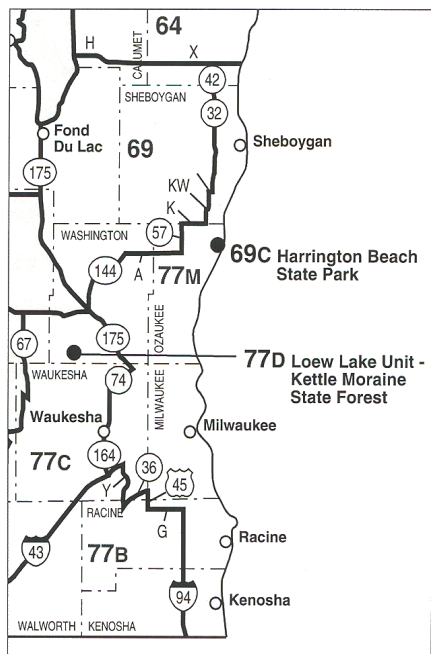 64
H
X
CALUMET
42
SHEBOYGAN
32
Fond
Du Lac
69
Sheboygan
175
KW
K
57
WASHINGTON
69C Harrington Beach
State Park
144
A
77M
OZAUKEE
175
67
77D Loew Lake Unit -
Kettle Moraine
State Forest
WAUKESHA
74
MILWAUKEE
Waukesha
Milwaukee
77C
164
36
45
Y
RACINE
G
Racine
43
77B
94
Kenosha
WALWORTH
KENOSHA